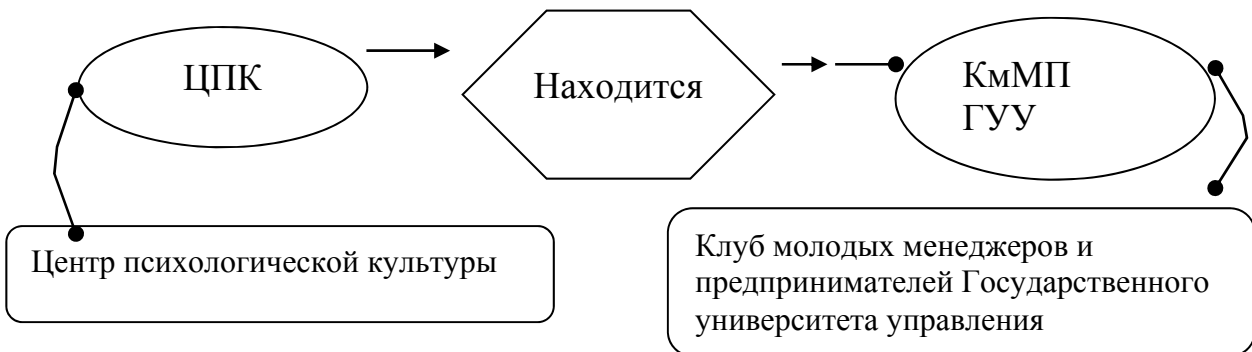 ЦПК
Находится
КмМП
ГУУ
Центр психологической культуры
Клуб молодых менеджеров и
предпринимателей Государственного
университета управления